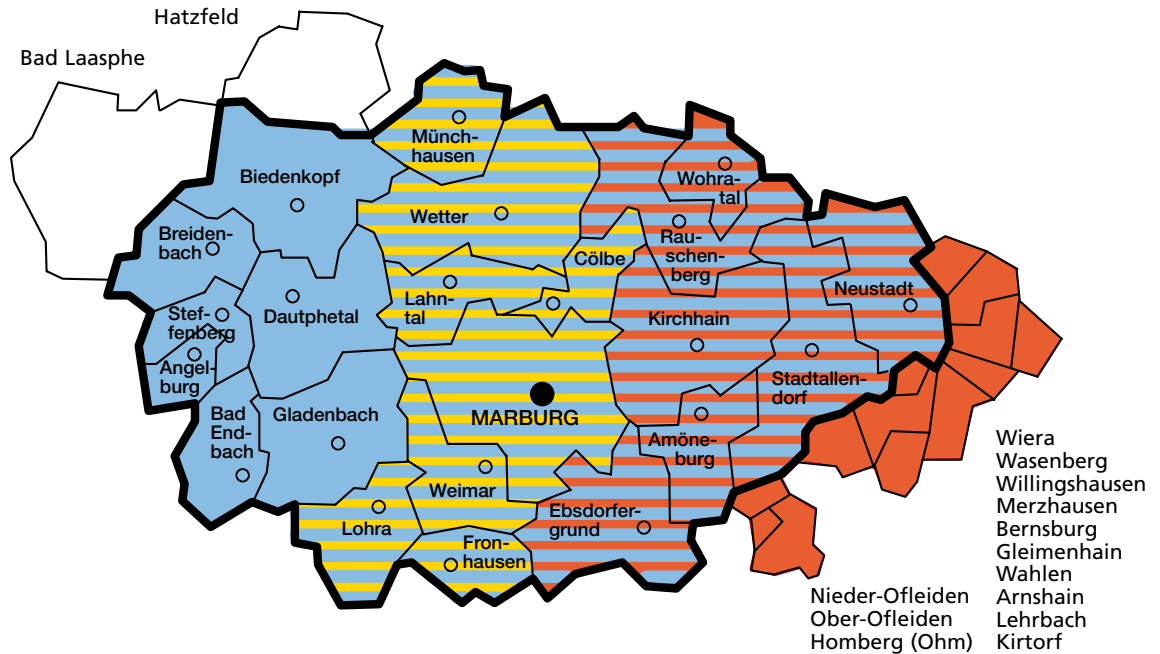 Hatzfeld
Bad Laasphe
Münch-
hausen
Biedenkopf
Wohra-
tal
Wetter
Breiden-
bach
Rau-
schen-
berg
Cölbe
Neustadt
Lahn-
tal
Stef-
fenberg
Dautphetal
Kirchhain
Angel-
burg
Stadtallen-
dorf
Bad
End-
bach
Gladenbach
MARBURG
Amöne-
burg
Weimar
Lohra
Ebsdorfer-
grund
Fron-
hausen
Wiera
Wasenberg
Willingshausen
Merzhausen
Bernsburg
Gleimenhain
Wahlen
Arnshain
Lehrbach
Kirtorf
Nieder-Ofleiden
Ober-Ofleiden
Homberg (Ohm)